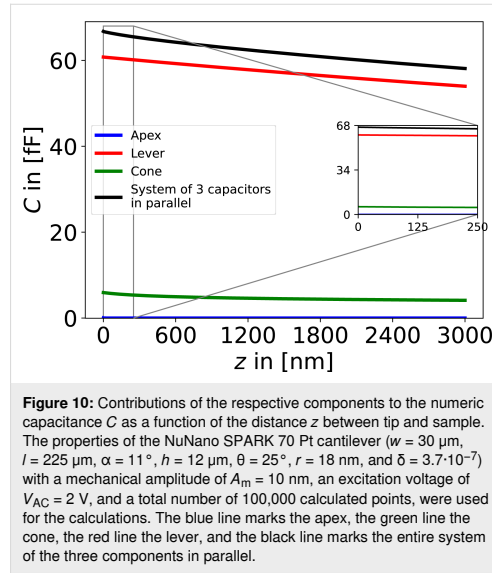 60
40
20
0
C in [fF]
Apex
Lever
Cone
System of 3 capacitors
in parallel
68
34
0
0 125 250
0 600 1200 1800 2400 3000
z in [nm]
Figure 10: Contributions of the respective components to the numeric
capacitance C as a function of the distance z between tip and sample.
The properties of the NuNano SPARK 70 Pt cantilever (w = 30 μm,
l = 225 μm, α = 11°, h = 12 μm, θ = 25°, r = 18 nm, and δ = 3.7·10⁻⁷)
with a mechanical amplitude of Aₘ = 10 nm, an excitation voltage of
V_AC = 2 V, and a total number of 100,000 calculated points, were used
for the calculations. The blue line marks the apex, the green line the
cone, the red line the lever, and the black line marks the entire system
of the three components in parallel.